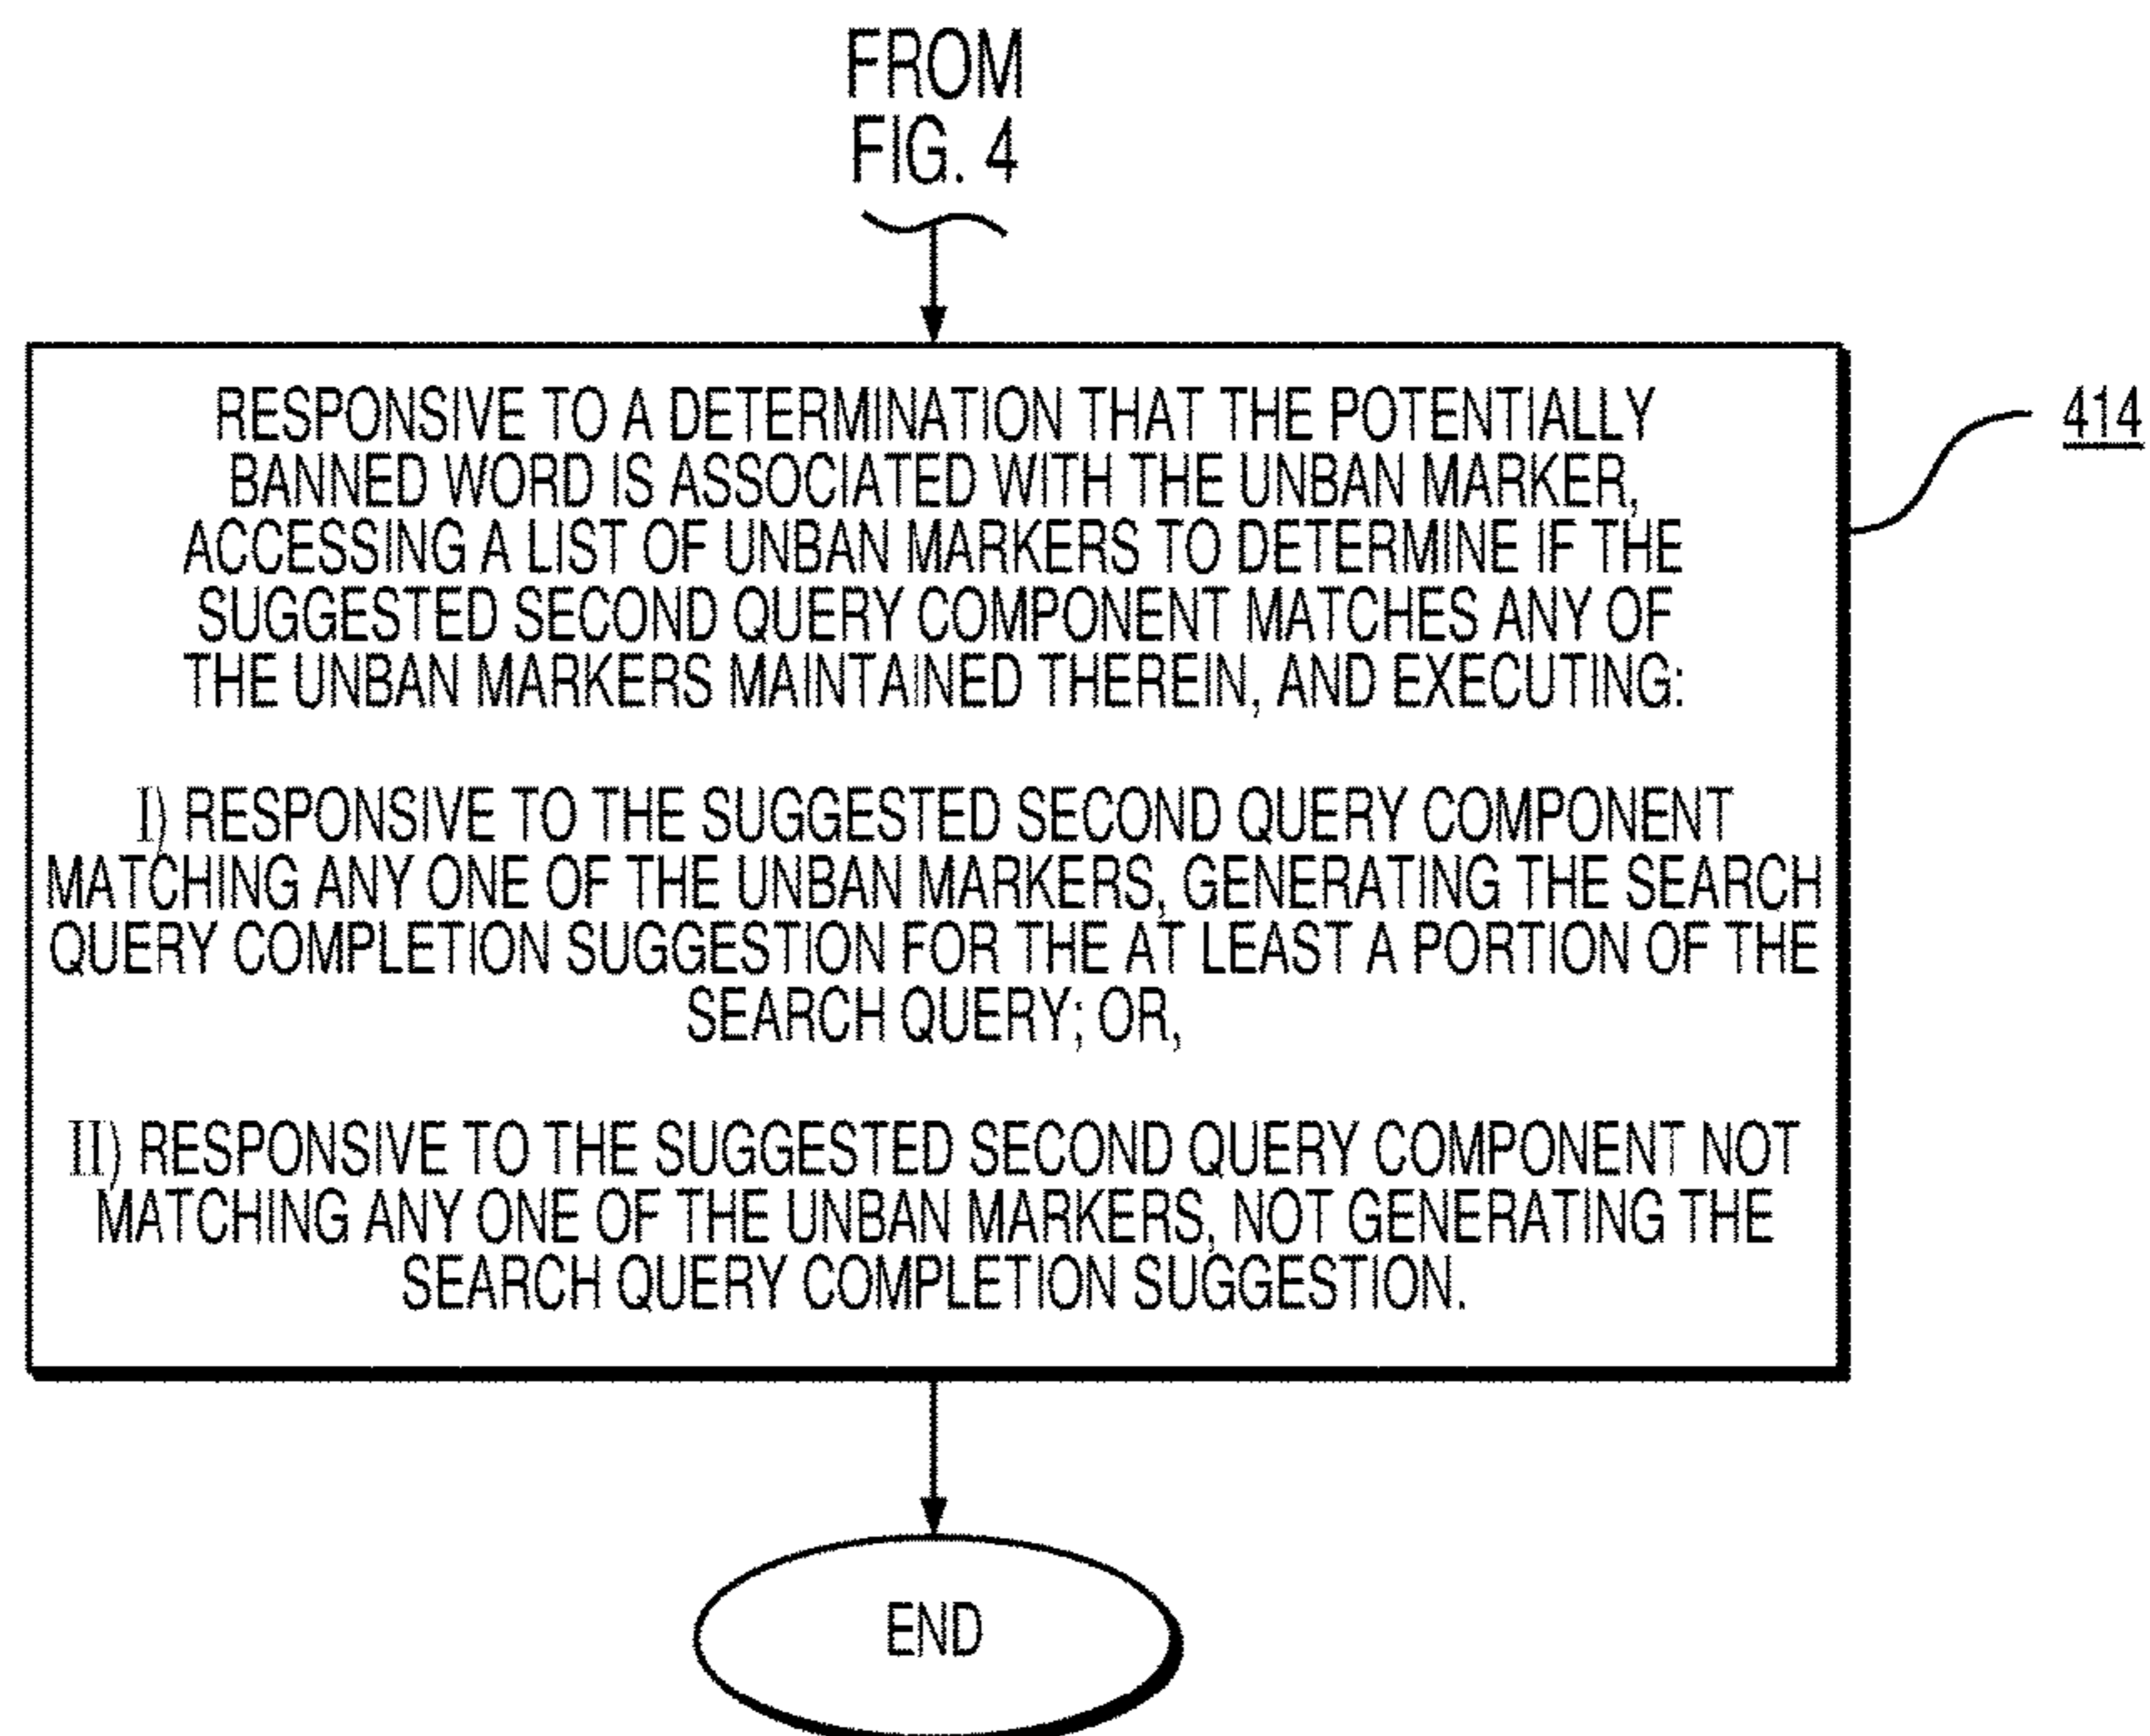 FROM
FIG. 4
RESPONSIVE TO A DETERMINATION THAT THE POTENTIALLY
BANNED WORD IS ASSOCIATED WITH THE UNBAN MARKER,
ACCESSING A LIST OF UNBAN MARKERS TO DETERMINE IF THE
SUGGESTED SECOND QUERY COMPONENT MATCHES ANY OF
THE UNBAN MARKERS MAINTAINED THEREIN, AND EXECUTING:
I) RESPONSIVE TO THE SUGGESTED SECOND QUERY COMPONENT
MATCHING ANY ONE OF THE UNBAN MARKERS, GENERATING THE SEARCH
QUERY COMPLETION SUGGESTION FOR THE AT LEAST A PORTION OF THE
SEARCH QUERY; OR,
II) RESPONSIVE TO THE SUGGESTED SECOND QUERY COMPONENT NOT
MATCHING ANY ONE OF THE UNBAN MARKERS, NOT GENERATING THE
SEARCH QUERY COMPLETION SUGGESTION.
414
END